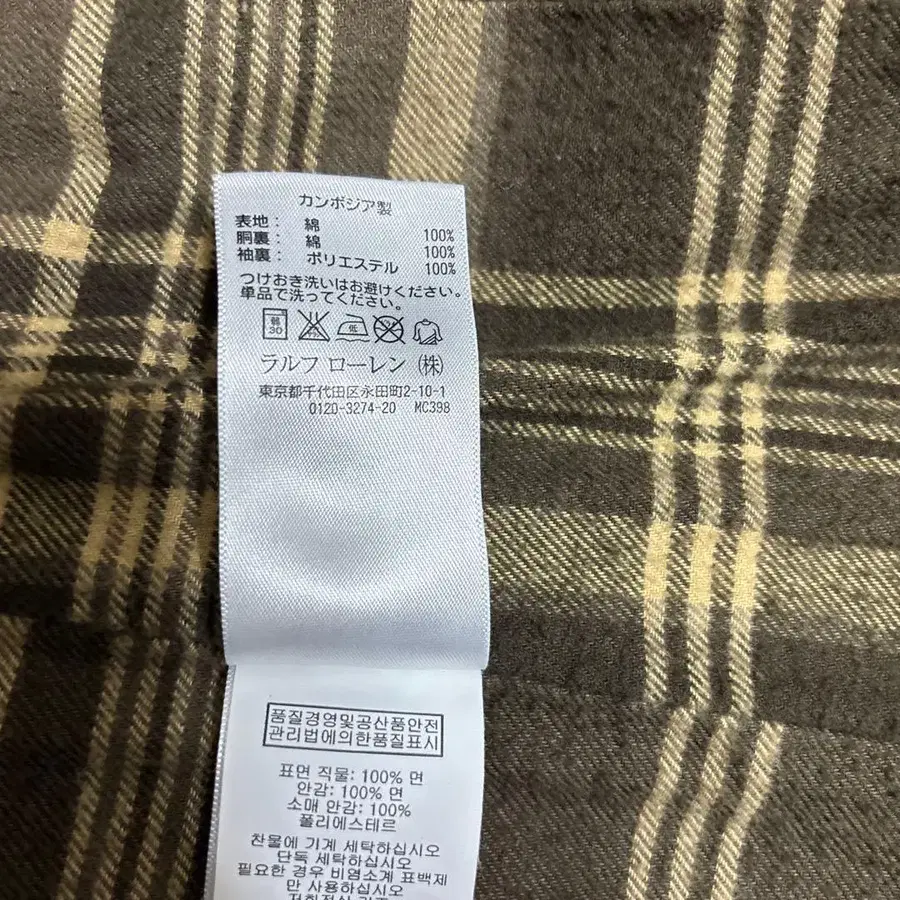 カンボジア製
表地： 綿 100%
胴裏： 綿 100%
袖裏： ポリエステル 100%
つけおき洗いはお避けください。
単品で洗ってください。
30 低
ラルフ ローレン (株)
東京都千代田区永田町2-10-1
0120-3274-20 MC398
품질경영및공산품안전
관리법에의한품질표시
표면 직물: 100% 면
안감: 100% 면
소매 안감: 100%
폴리에스테르
찬물에 기계 세탁하십시오
단독 세탁하십시오
필요한 경우 비염소계 표백제
만 사용하십시오